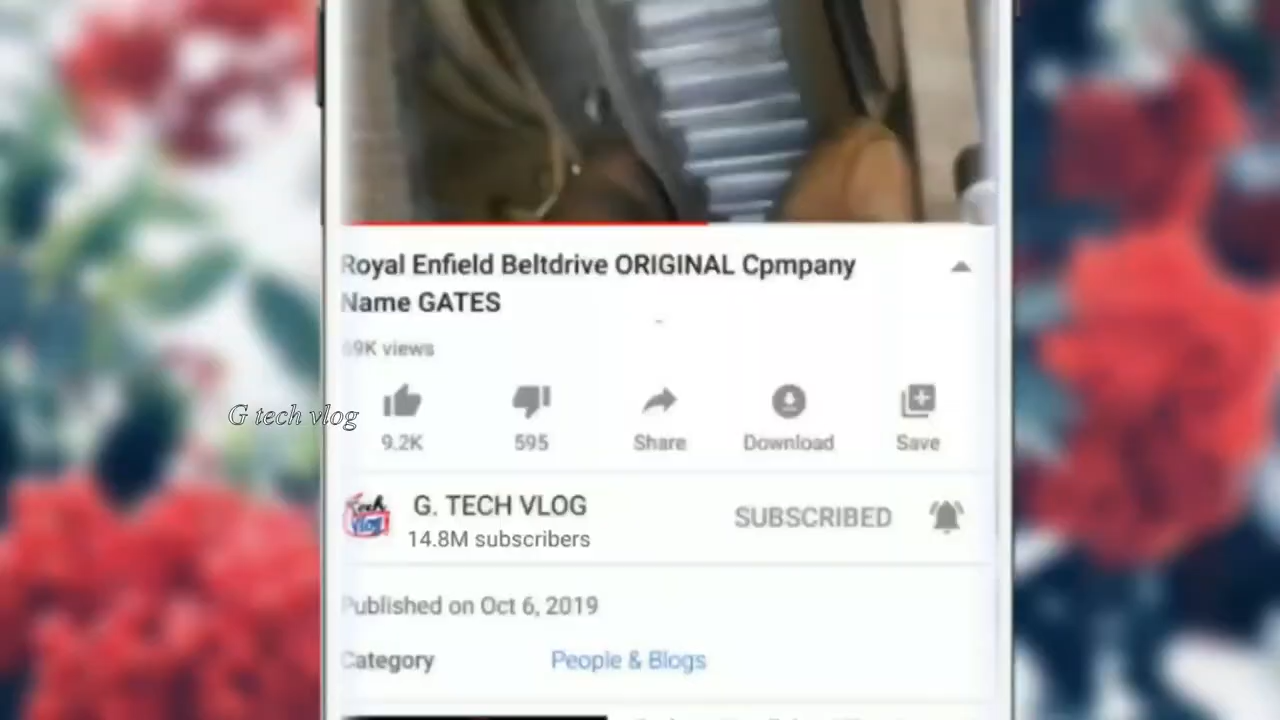 Royal Enfield Beltdrive ORIGINAL Cpmpany
Name GATES
9K views
G tech vlog
9.2K
595
Share
Download
Save
G. TECH VLOG
14.8M subscribers
SUBSCRIBED
Published on Oct 6, 2019
Category
People & Blogs